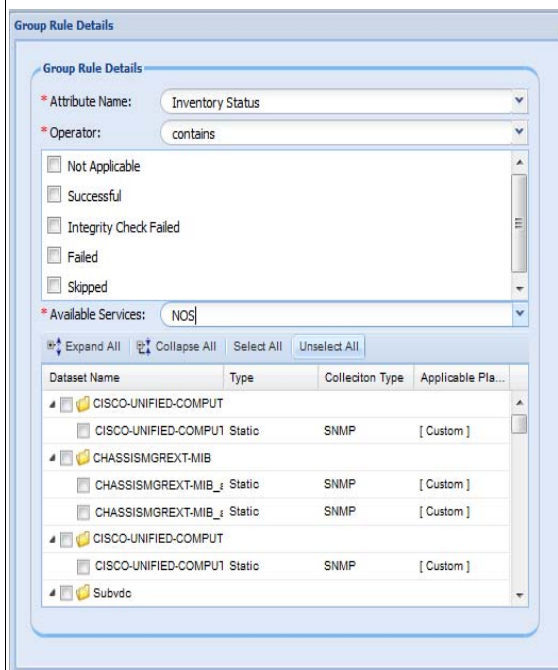 Group Rule Details
Group Rule Details
* Attribute Name: Inventory Status
* Operator: contains
Not Applicable
Successful
Integrity Check Failed
Failed
Skipped
* Available Services: NOS
Expand All Collapse All Select All Unselect All
Dataset Name Type Colleciton Type Applicable Pla...
CISCO-UNIFIED-COMPUT
CISCO-UNIFIED-COMPUT Static SNMP [ Custom ]
CHASSISMGREXT-MIB
CHASSISMGREXT-MIB_a Static SNMP [ Custom ]
CHASSISMGREXT-MIB_ Static SNMP [ Custom ]
CISCO-UNIFIED-COMPUT
CISCO-UNIFIED-COMPUT Static SNMP [ Custom ]
Subvdc